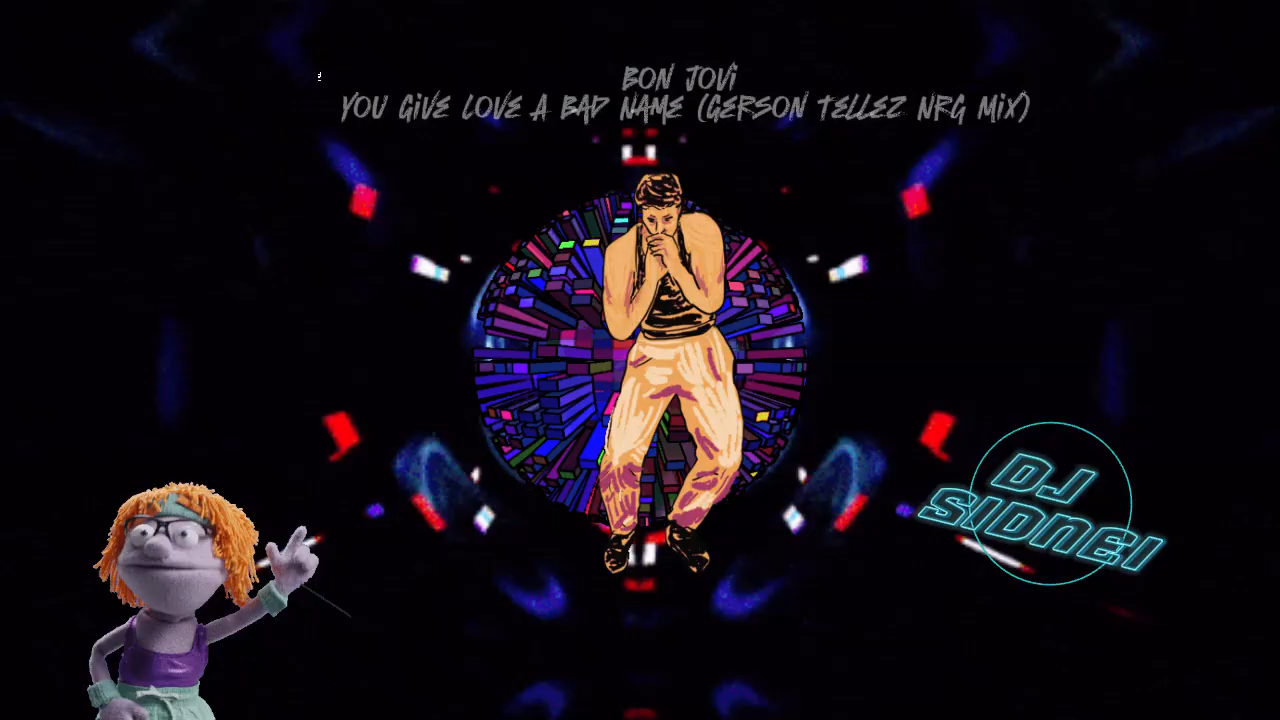 BON JOVI
YOU GIVE LOVE A BAD NAME (GERSON TELLEZ NRG MIX)
DJ
SIDNEI